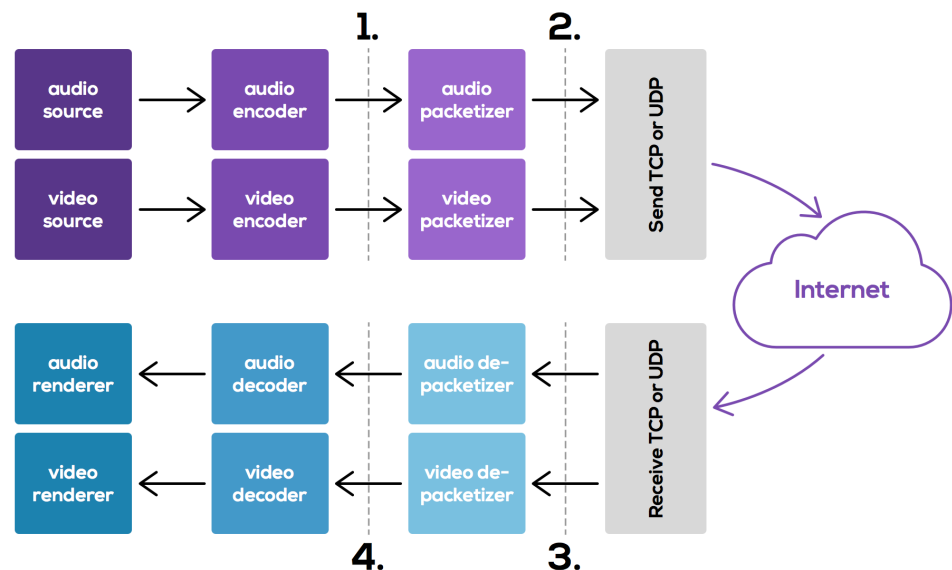 1.
2.
audio
source
audio
encoder
audio
packetizer
Send TCP or UDP
video
source
video
encoder
video
packetizer
Internet
audio
renderer
audio
decoder
audio de-
packetizer
Receive TCP or UDP
video
renderer
video
decoder
video de-
packetizer
4.
3.